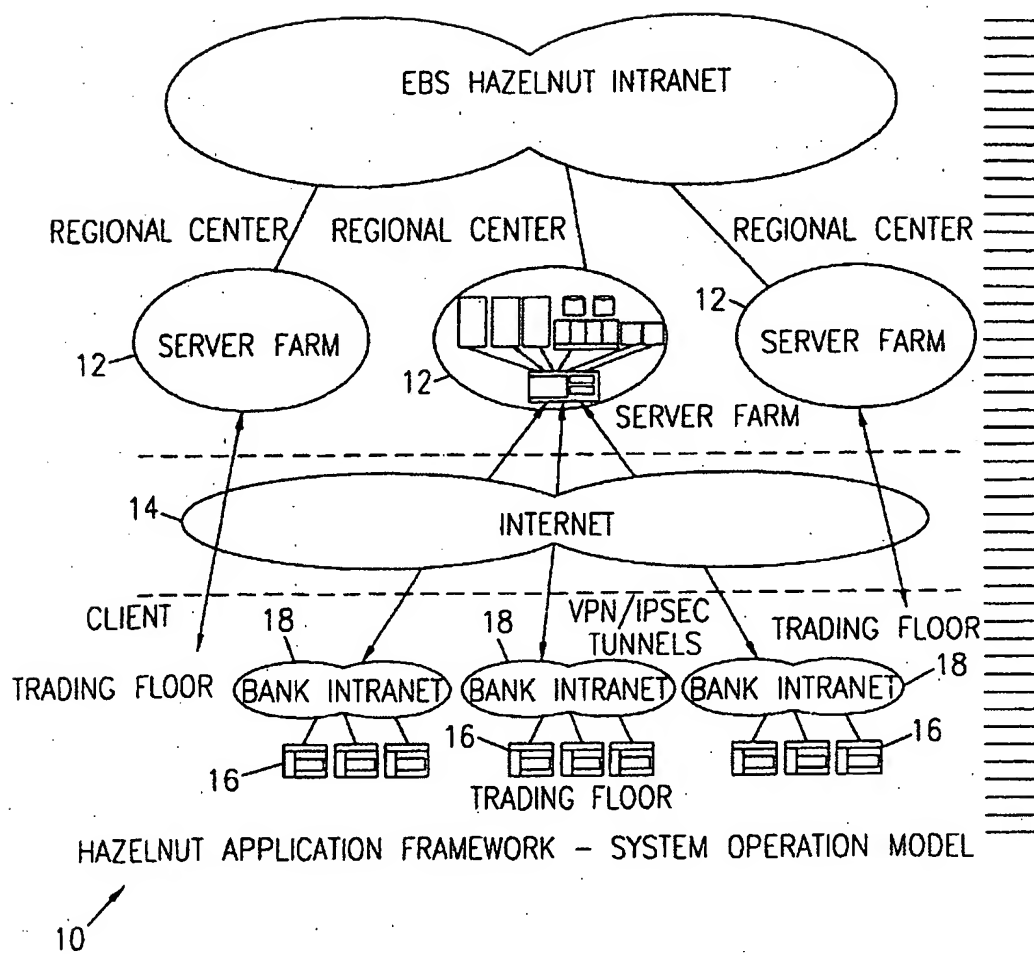 EBS HAZELNUT INTRANET
REGIONAL CENTER
REGIONAL CENTER
REGIONAL CENTER
12
SERVER FARM
12
12
SERVER FARM
SERVER FARM
14
INTERNET
CLIENT
18
18
VPN/IPSEC
TUNNELS
TRADING FLOOR
18
TRADING FLOOR
BANK INTRANET
BANK INTRANET
BANK INTRANET
16
16
16
TRADING FLOOR
HAZELNUT APPLICATION FRAMEWORK – SYSTEM OPERATION MODEL
10